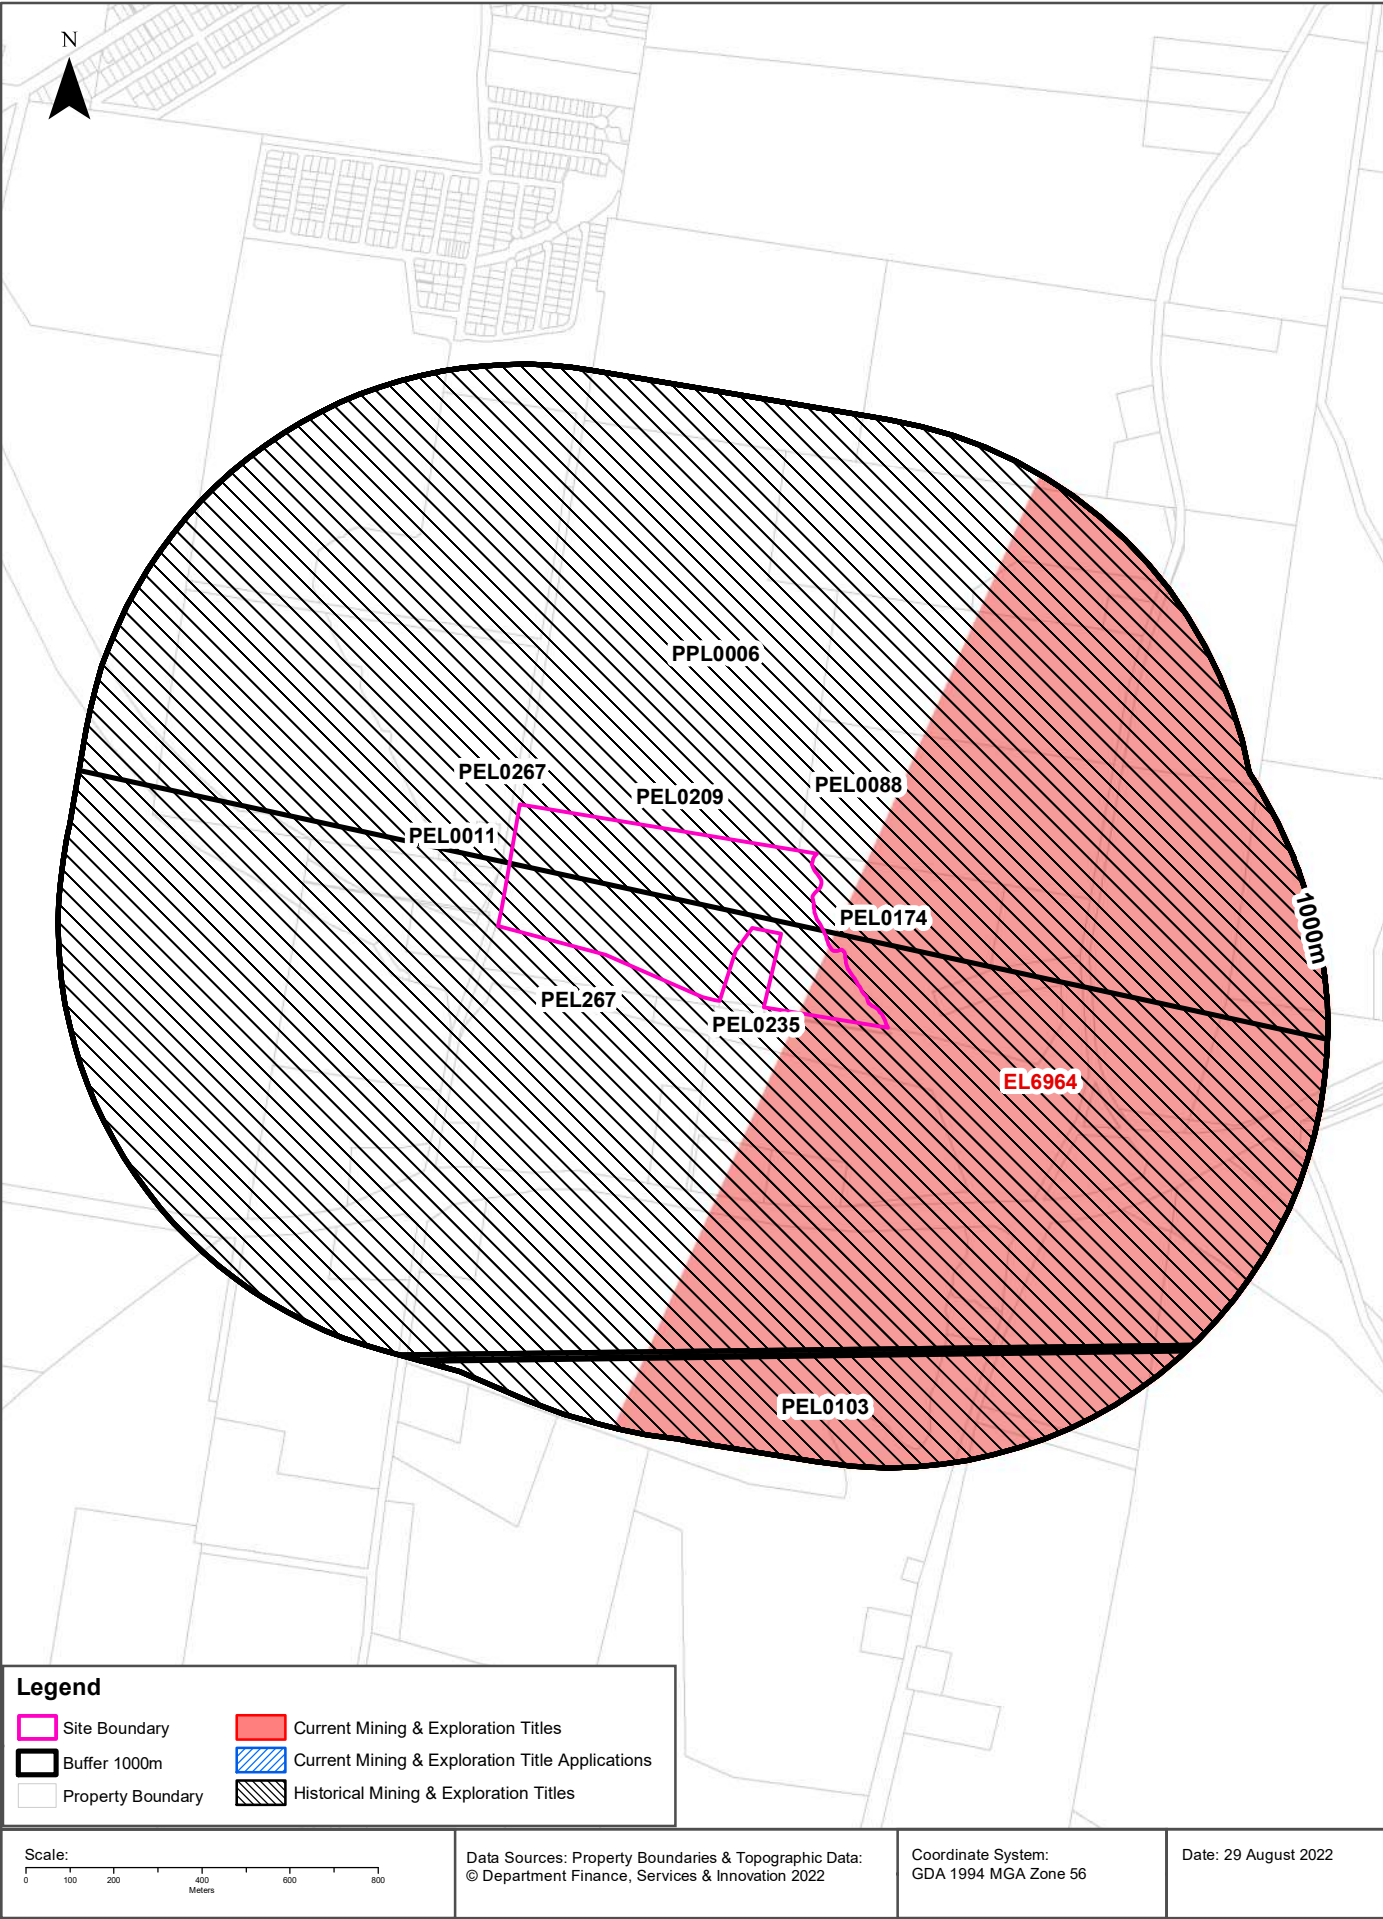 N
PPL0006
PEL0267
PEL0209
PEL0088
PEL0011
PEL0174
1000m
PEL267
PEL0235
EL6964
PEL0103
Legend
Site Boundary
Buffer 1000m
Property Boundary
Current Mining & Exploration Titles
Current Mining & Exploration Title Applications
Historical Mining & Exploration Titles
Scale:
0 100 200 400 600 800
Meters
Data Sources: Property Boundaries & Topographic Data:
© Department Finance, Services & Innovation 2022
Coordinate System:
GDA 1994 MGA Zone 56
Date: 29 August 2022